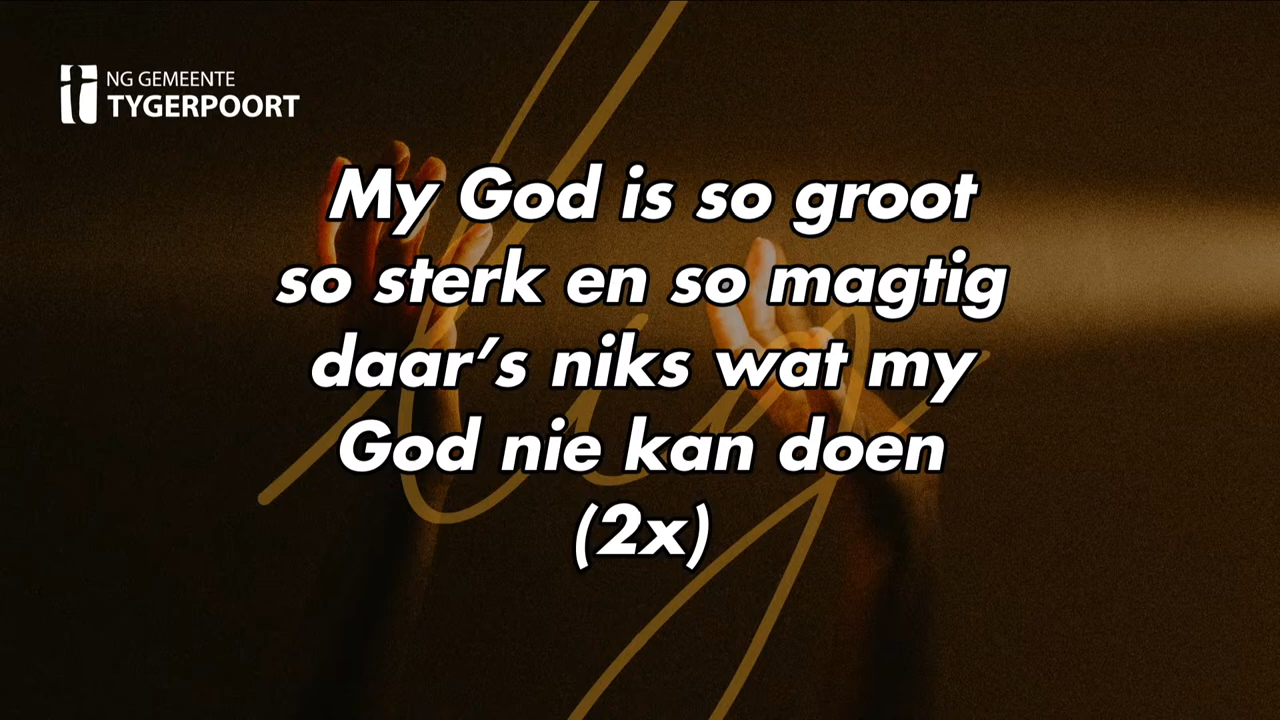 NG GEMEENTE
TYGERPOORT
My God is so groot
so sterk en so magtig
daar’s niks wat my
God nie kan doen
(2x)
lig